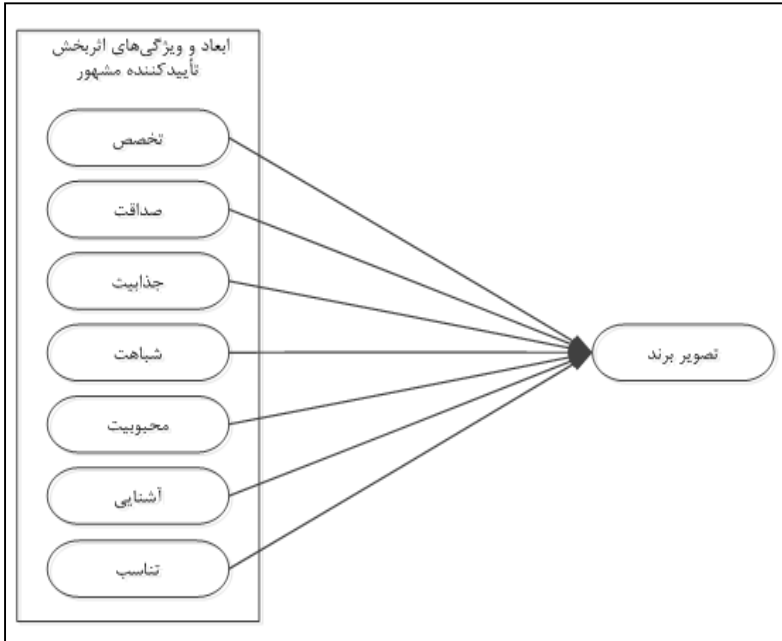 ابعاد و ویژگی‌های اثربخش
تأییدکننده مشهور
تخصص
صداقت
جذابیت
شباهت
محبوبیت
آشنایی
تناسب
تصویر برند